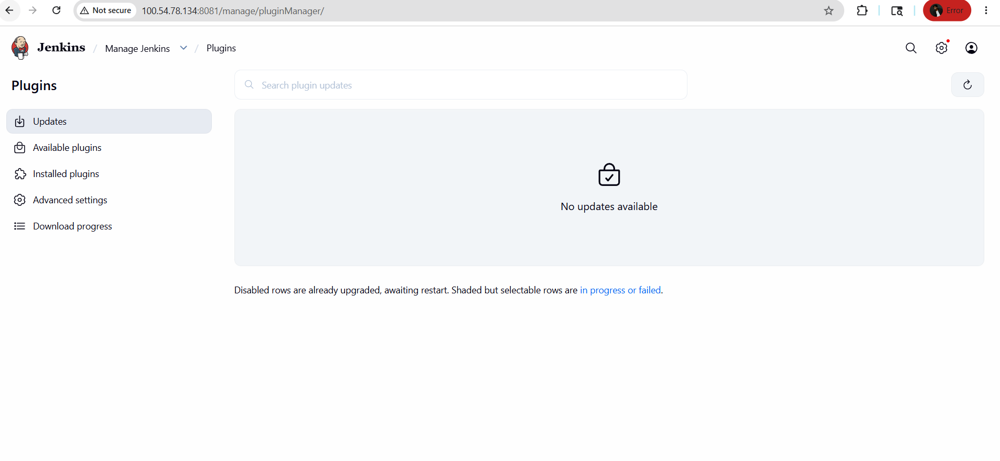 Not secure 100.54.78.134:8081/manage/pluginManager/ Error
Jenkins / Manage Jenkins / Plugins
Plugins
Search plugin updates
Updates
Available plugins
Installed plugins
Advanced settings
Download progress
No updates available
Disabled rows are already upgraded, awaiting restart. Shaded but selectable rows are in progress or failed.